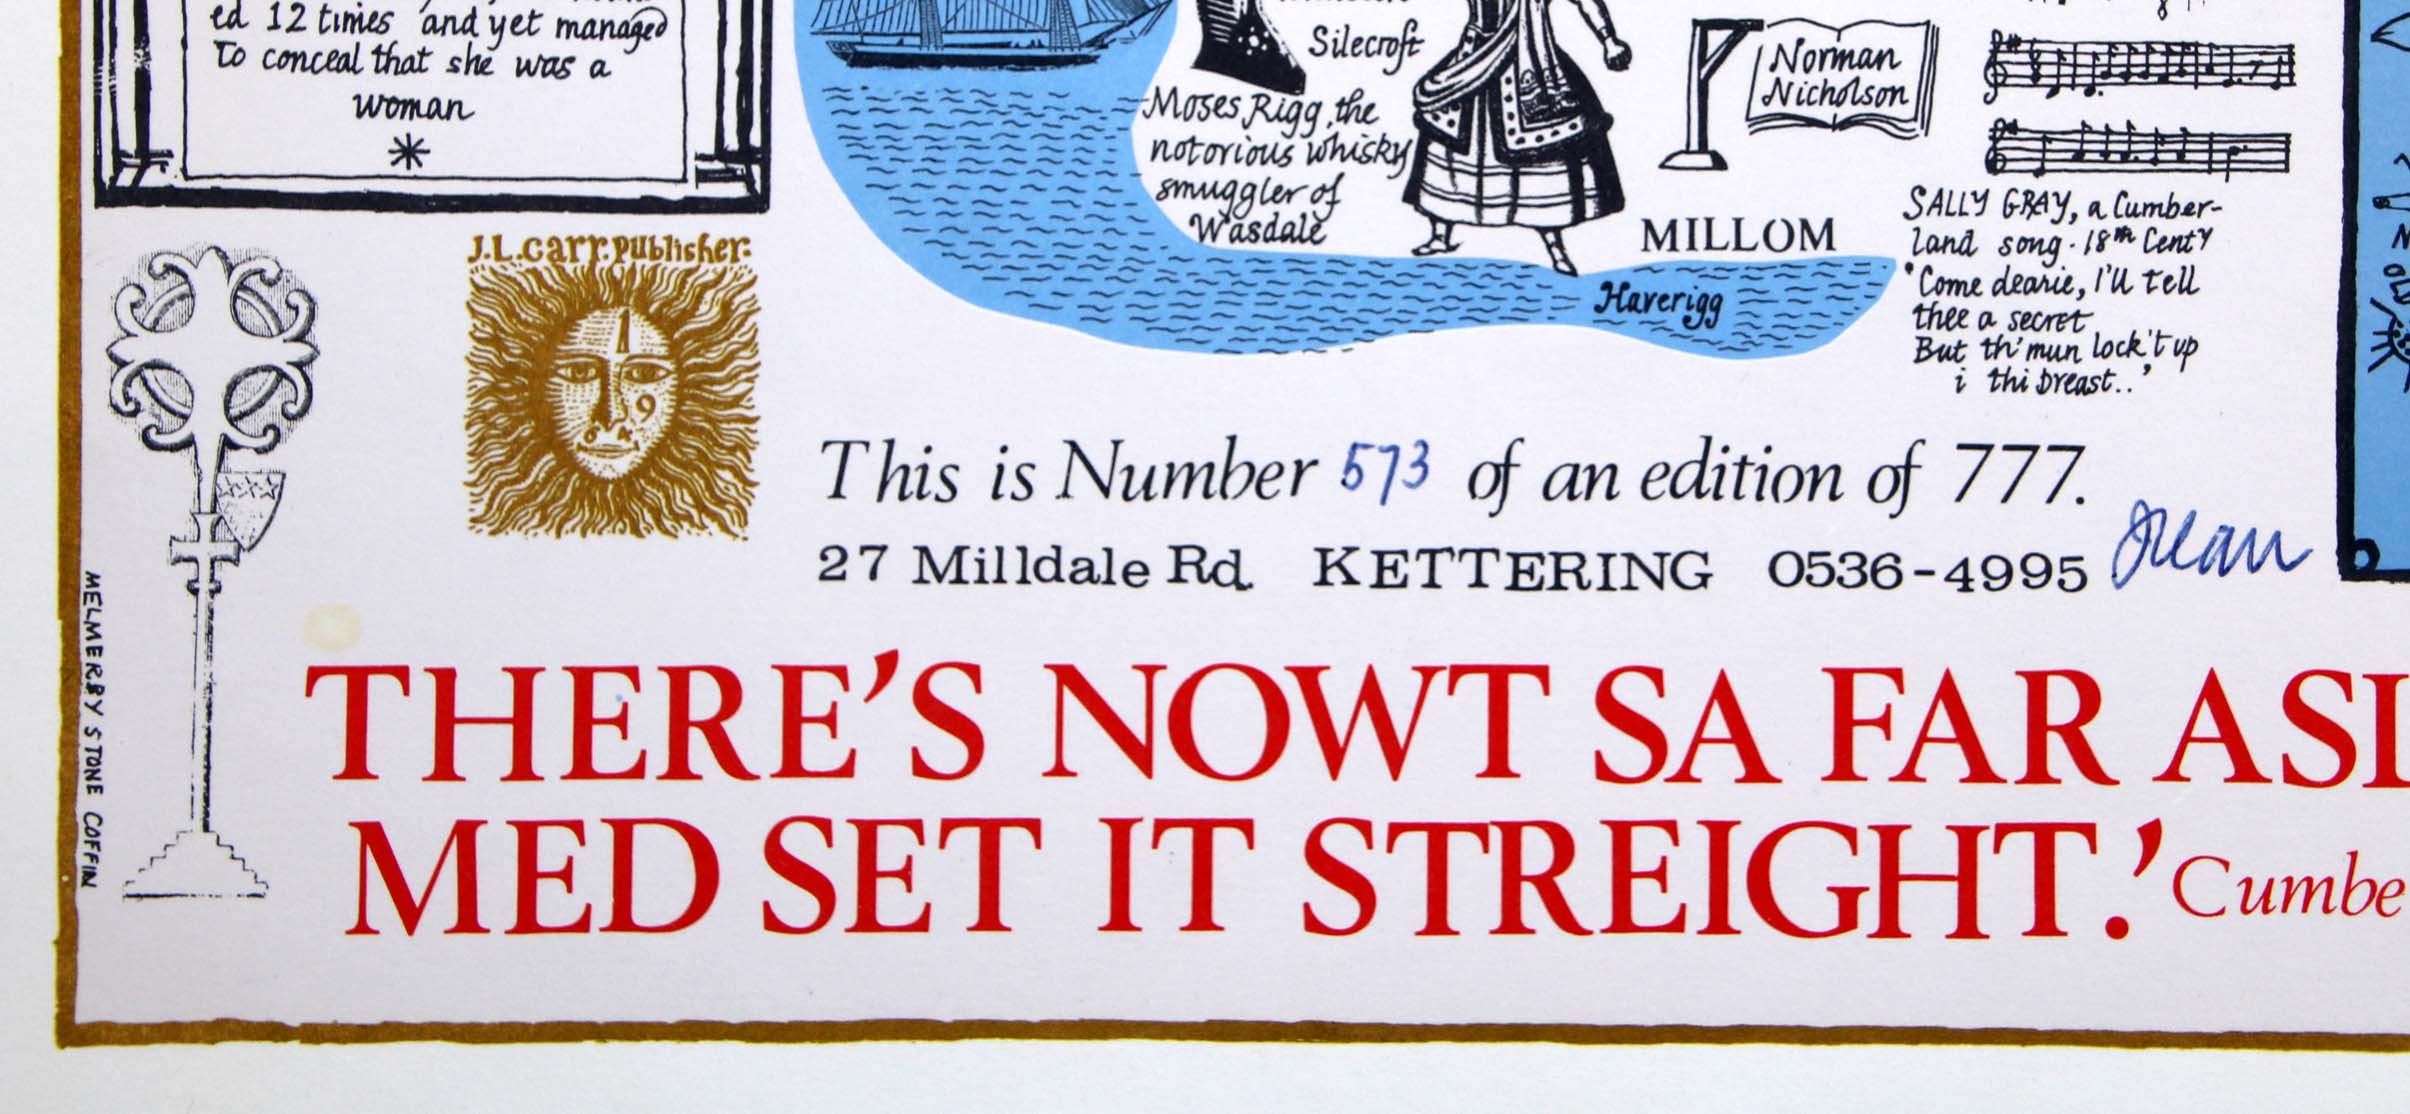 ed 12 times and yet managed
to conceal that she was a
woman
Silecroft
Moses Rigg, the
notorious whisky
smuggler of
Wasdale
Norman
Nicholson
MILLOM
Haverigg
SALLY GRAY, a Cumber-
land song · 18th Centy
'Come dearie, I'll tell
thee a secret
But th' mun lock't up
i thi breast..'
J.L.Carr.Publisher.
This is Number 573 of an edition of 777.
27 Milldale Rd. KETTERING 0536-4995
MELMERBY STONE COFFIN
THERE'S NOWT SA FAR ASI
MED SET IT STREIGHT.' Cumbe